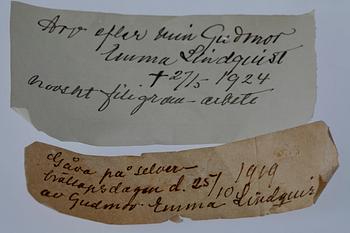 Arv efter min Gudmor
Emma Lindquist
+ 27/5 1924
norskt filigran-arbete
Gåva på selver-
bröllopsdagen d. 25/10 1919
av Gudmor Emma Lindquist